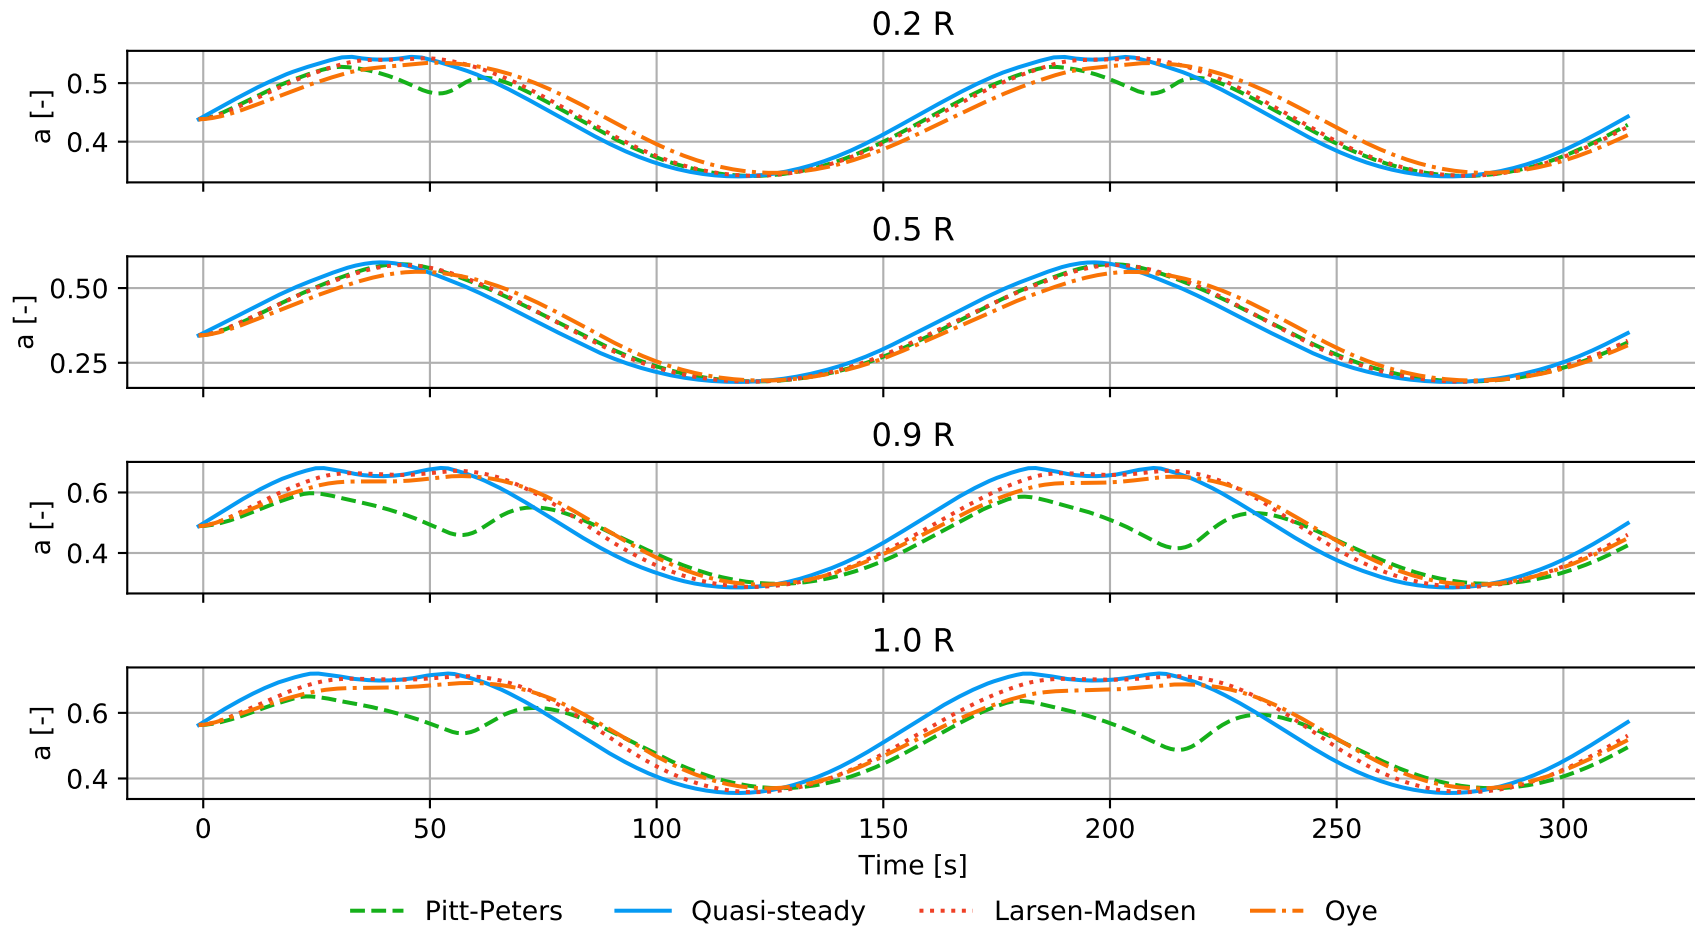 0.2 R
0.5
0.4
a [-]
0.5 R
0.50
0.25
a [-]
0.9 R
0.6
0.4
a [-]
1.0 R
0.6
0.4
a [-]
0 50 100 150 200 250 300
Time [s]
Pitt-Peters Quasi-steady Larsen-Madsen Oye